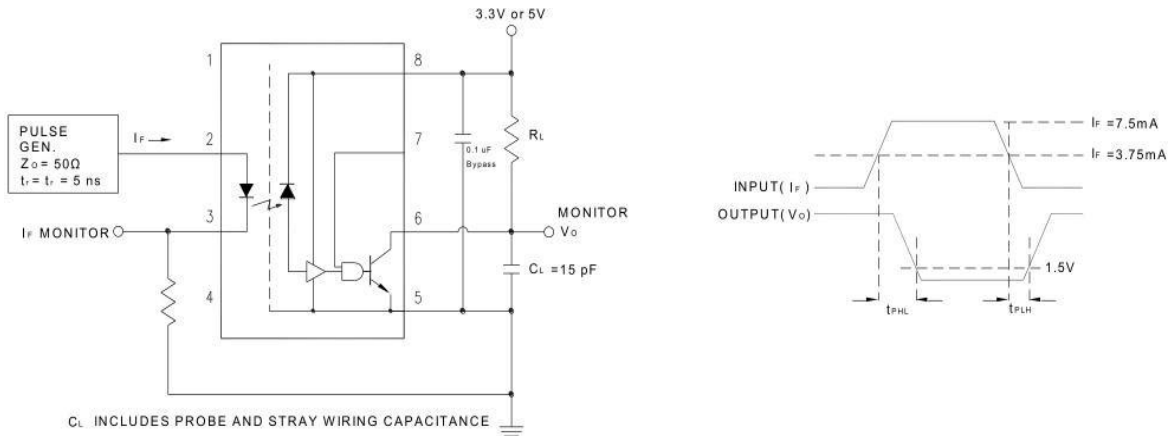 3.3V or 5V
1
8
PULSE
GEN.
Zo = 50Ω
tr = tr = 5 ns
IF
2
7
0.1 uF
Bypass
RL
3
6
MONITOR
Vo
IF MONITOR
CL =15 pF
4
5
CL INCLUDES PROBE AND STRAY WIRING CAPACITANCE
IF =7.5mA
IF =3.75mA
INPUT( IF )
OUTPUT(Vo)
1.5V
tPHL
tPLH